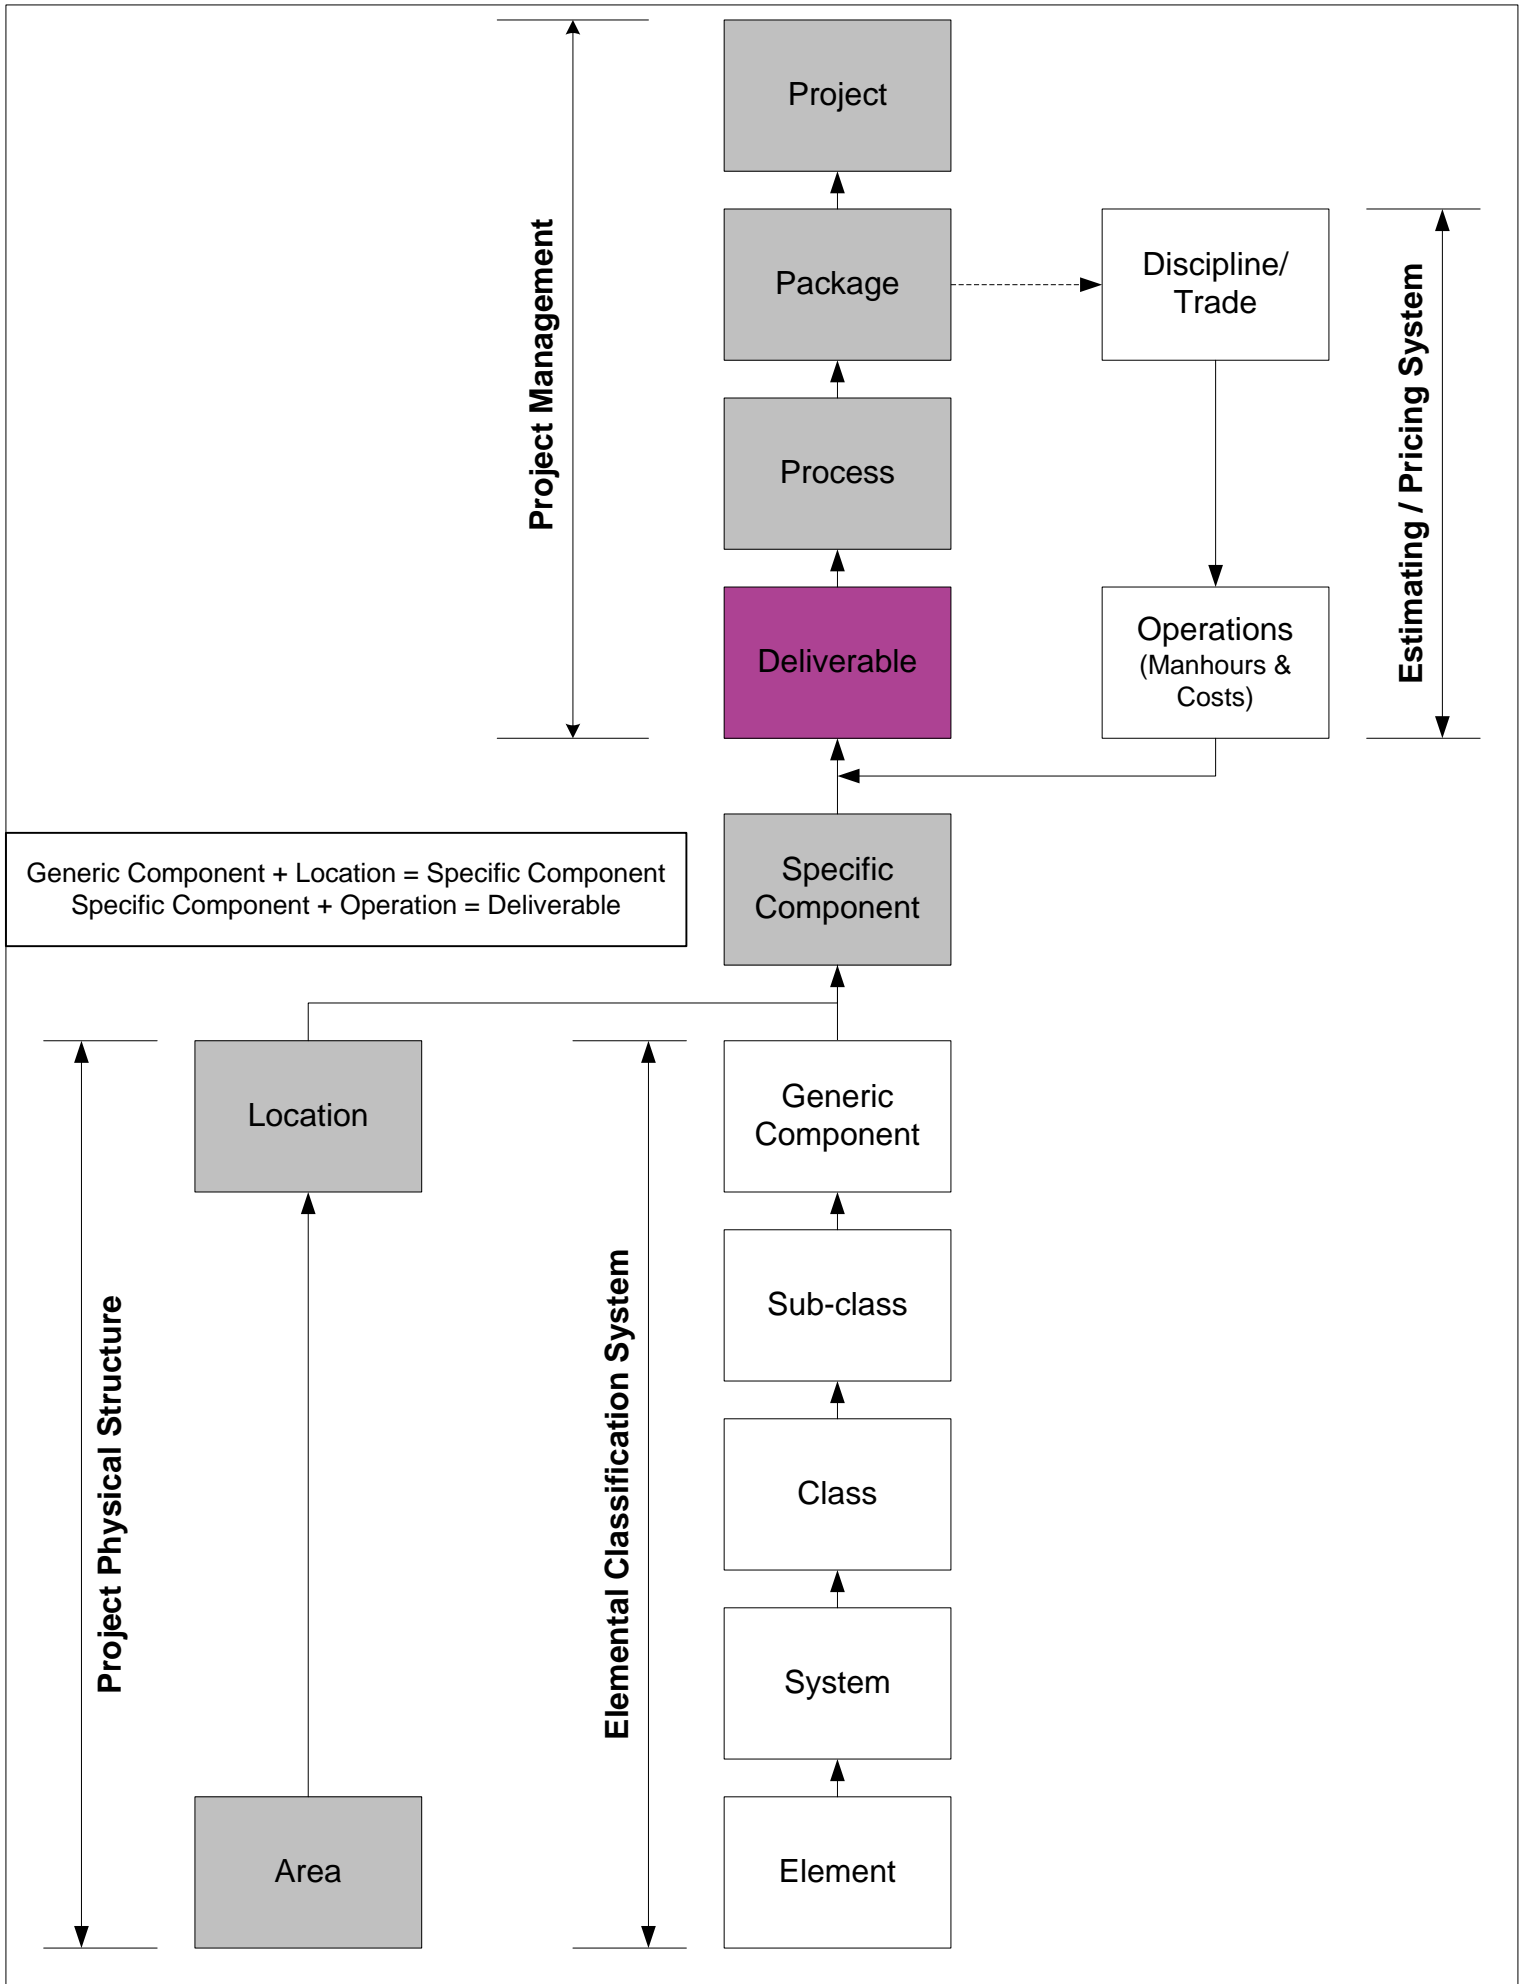 Project
Package
Discipline/
Trade
Project Management
Estimating / Pricing System
Process
Deliverable
Operations
(Manhours &
Costs)
Generic Component + Location = Specific Component
Specific Component + Operation = Deliverable
Specific
Component
Location
Generic
Component
Project Physical Structure
Elemental Classification System
Sub-class
Class
System
Area
Element